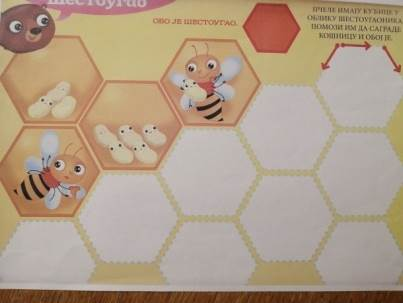 шестоугао
ОВО ЈЕ ШЕСТОУГАО.
ПЧЕЛЕ ИМАЈУ КУЋИЦЕ У
ОБЛИКУ ШЕСТОУГАОНИКА
ПОМОЗИ ИМ ДА САГРАДЕ
КОШНИЦУ И ОБОЈ ЈЕ.